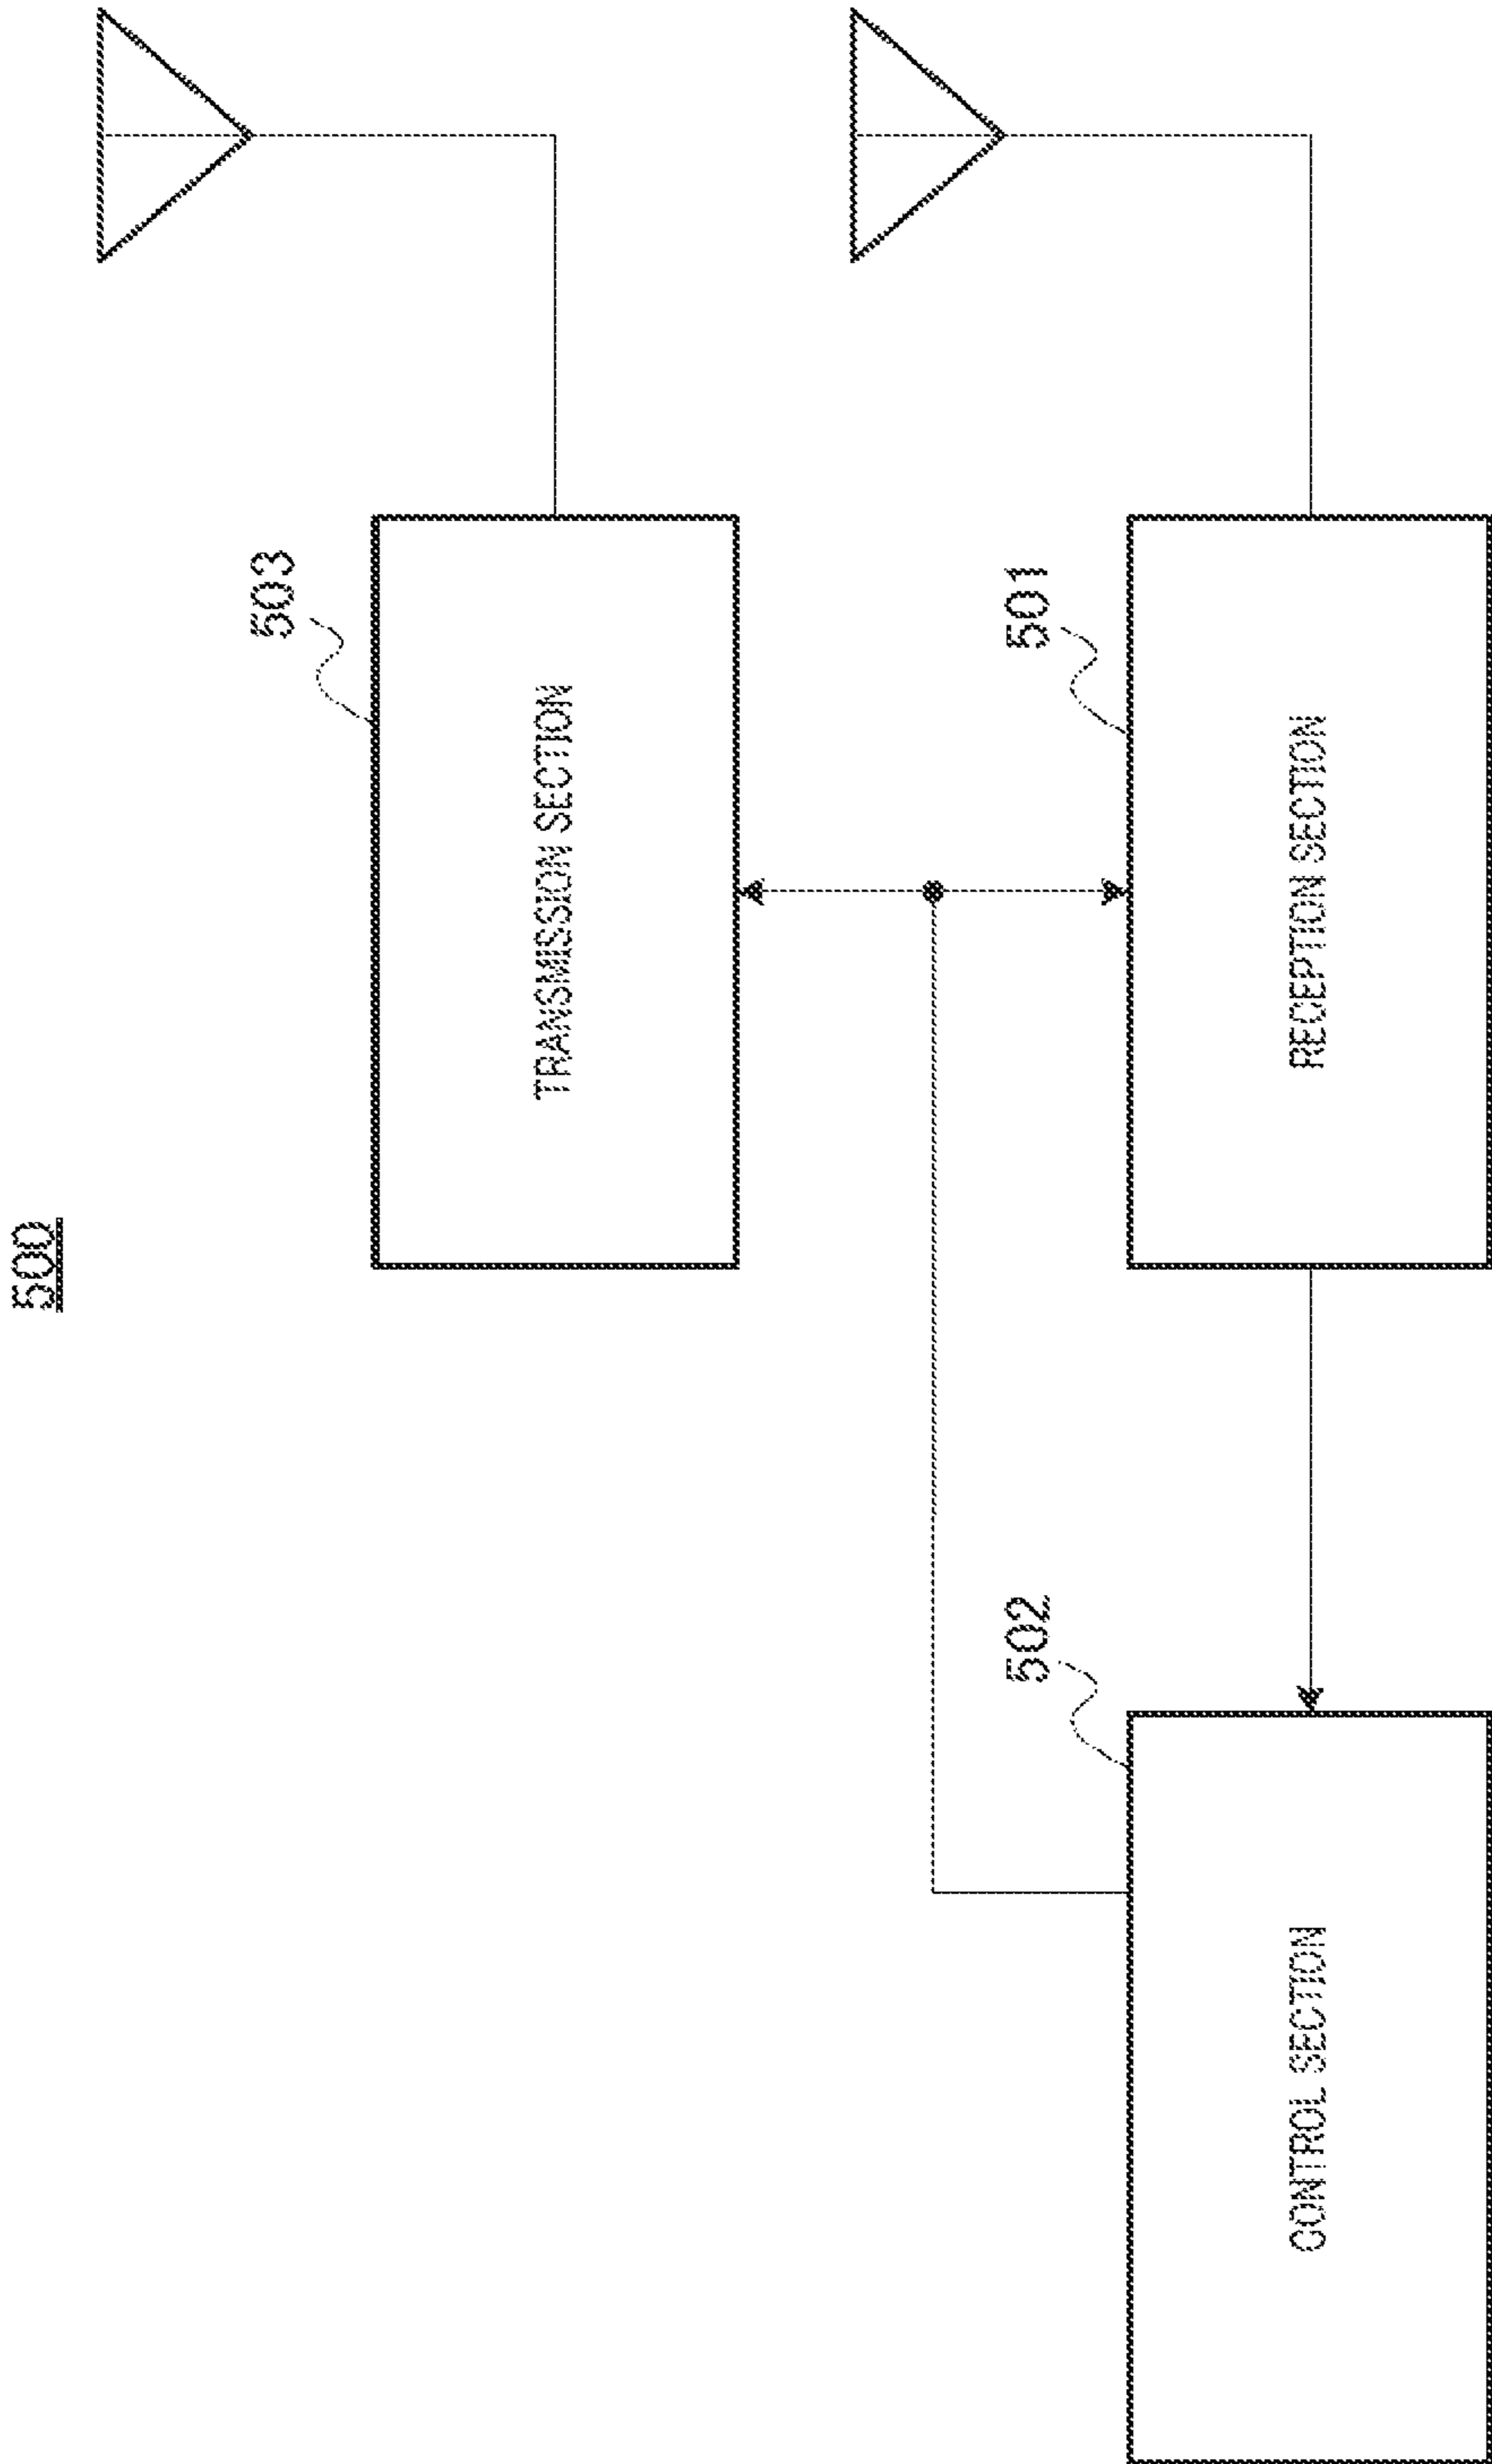 500
503
TRANSMISSION SECTION
502
501
CONTROL SECTION
RECEPTION SECTION